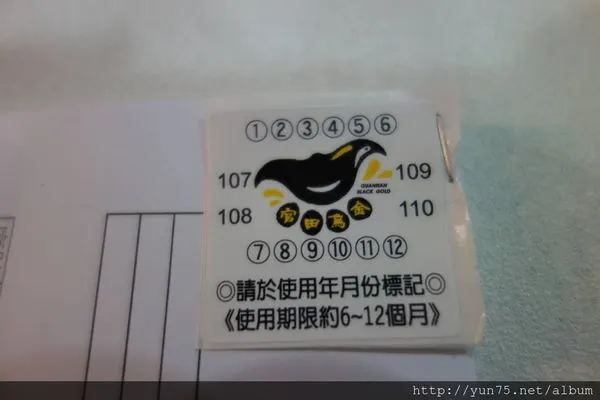 ①②③④⑤⑥
107 109
GUANTIAN
BLACK GOLD
108 110
官田烏金
⑦⑧⑨⑩⑪⑫
◎請於使用年月份標記◎
《使用期限約6~12個月》
http://yun75.net/album